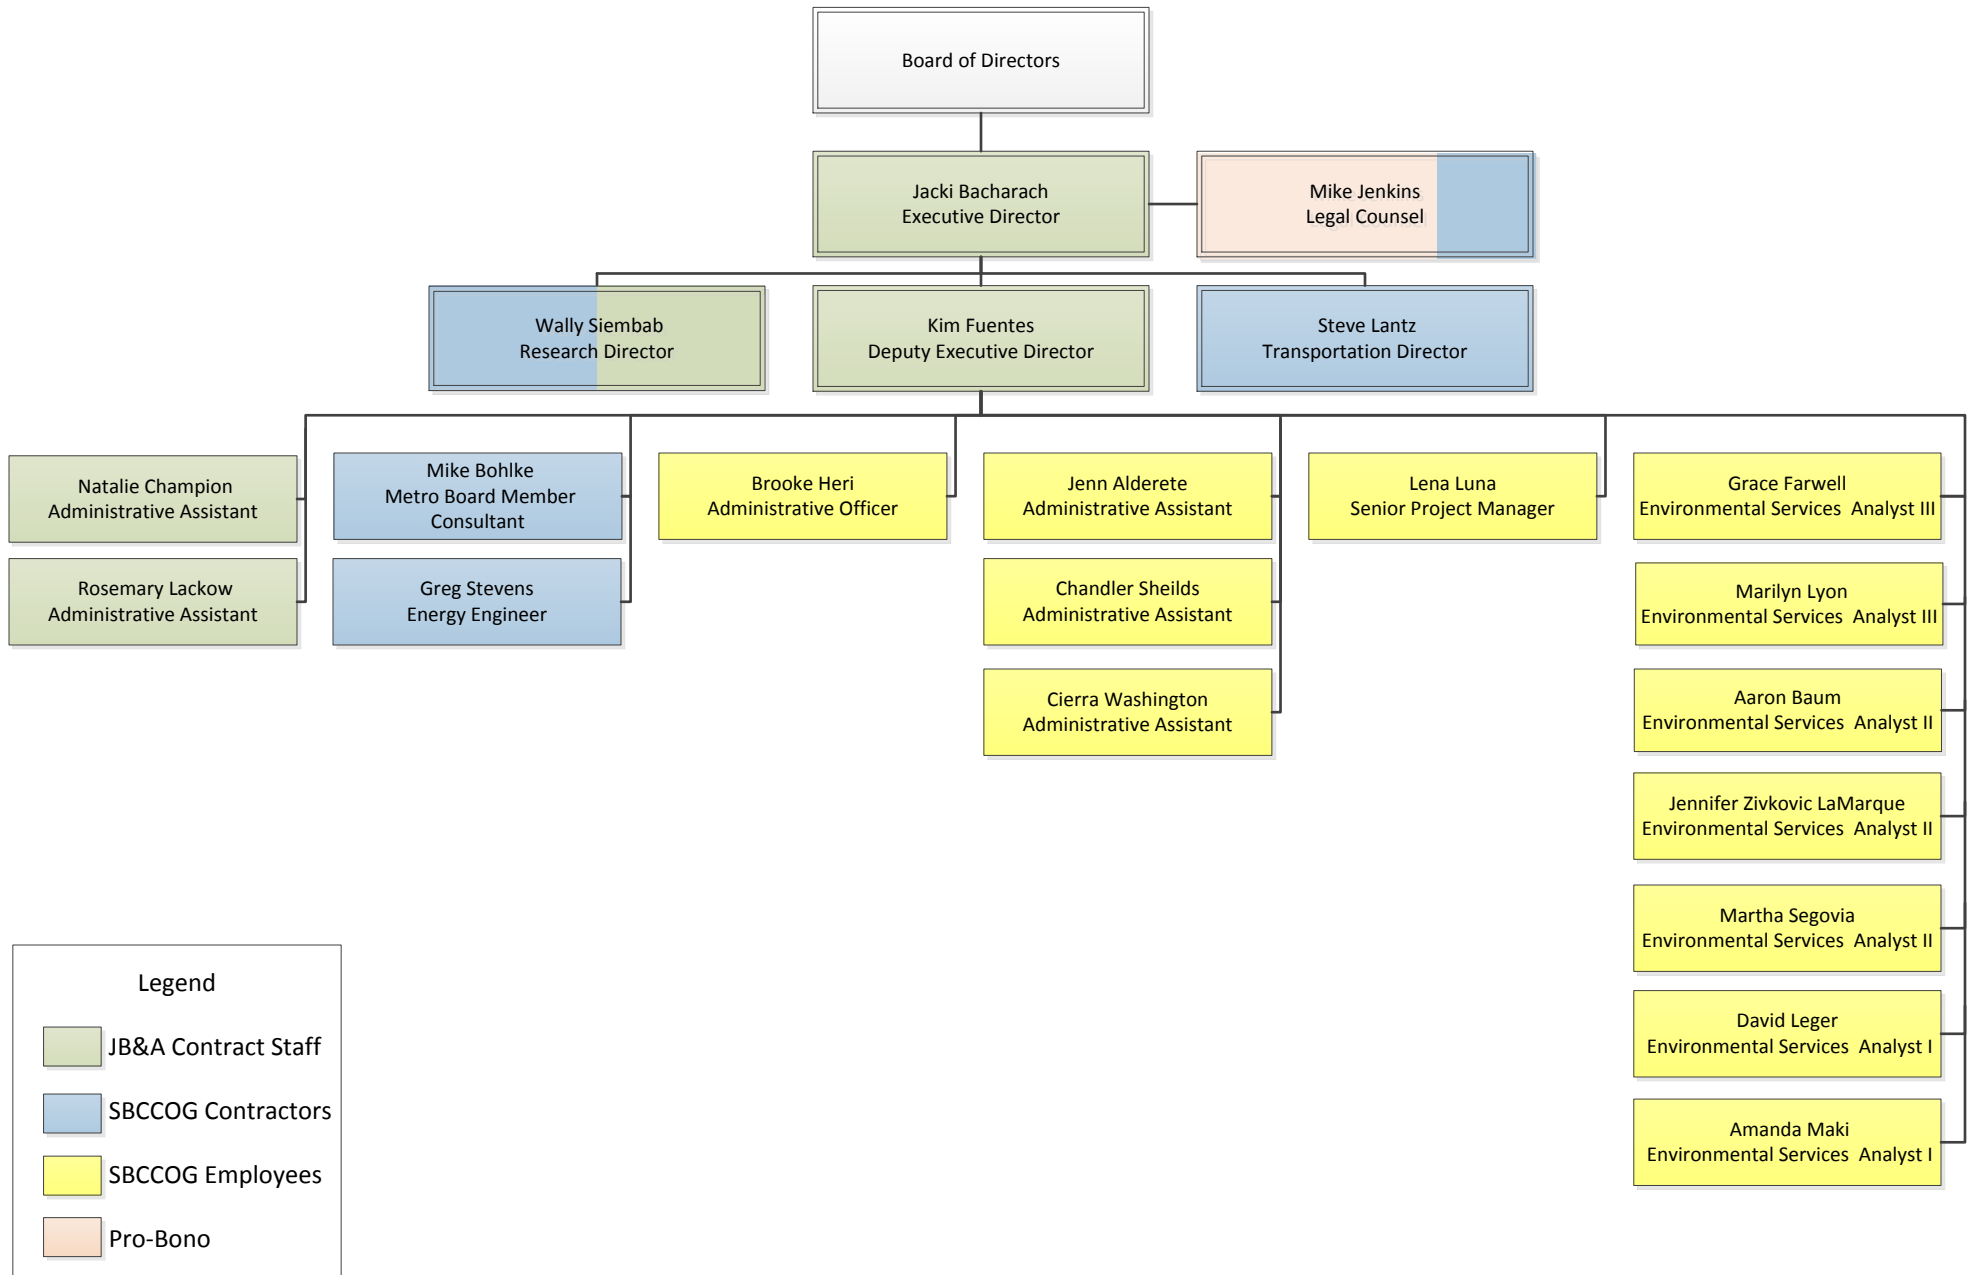 Board of Directors
Jacki Bacharach
Executive Director
Mike Jenkins
Legal Counsel
Wally Siembab
Research Director
Kim Fuentes
Deputy Executive Director
Steve Lantz
Transportation Director
Natalie Champion
Administrative Assistant
Rosemary Lackow
Administrative Assistant
Mike Bohlke
Metro Board Member
Consultant
Greg Stevens
Energy Engineer
Brooke Heri
Administrative Officer
Jenn Alderete
Administrative Assistant
Chandler Sheilds
Administrative Assistant
Cierra Washington
Administrative Assistant
Lena Luna
Senior Project Manager
Grace Farwell
Environmental Services Analyst III
Marilyn Lyon
Environmental Services Analyst III
Aaron Baum
Environmental Services Analyst II
Jennifer Zivkovic LaMarque
Environmental Services Analyst II
Martha Segovia
Environmental Services Analyst II
David Leger
Environmental Services Analyst I
Amanda Maki
Environmental Services Analyst I
Legend
JB&A Contract Staff
SBCCOG Contractors
SBCCOG Employees
Pro-Bono